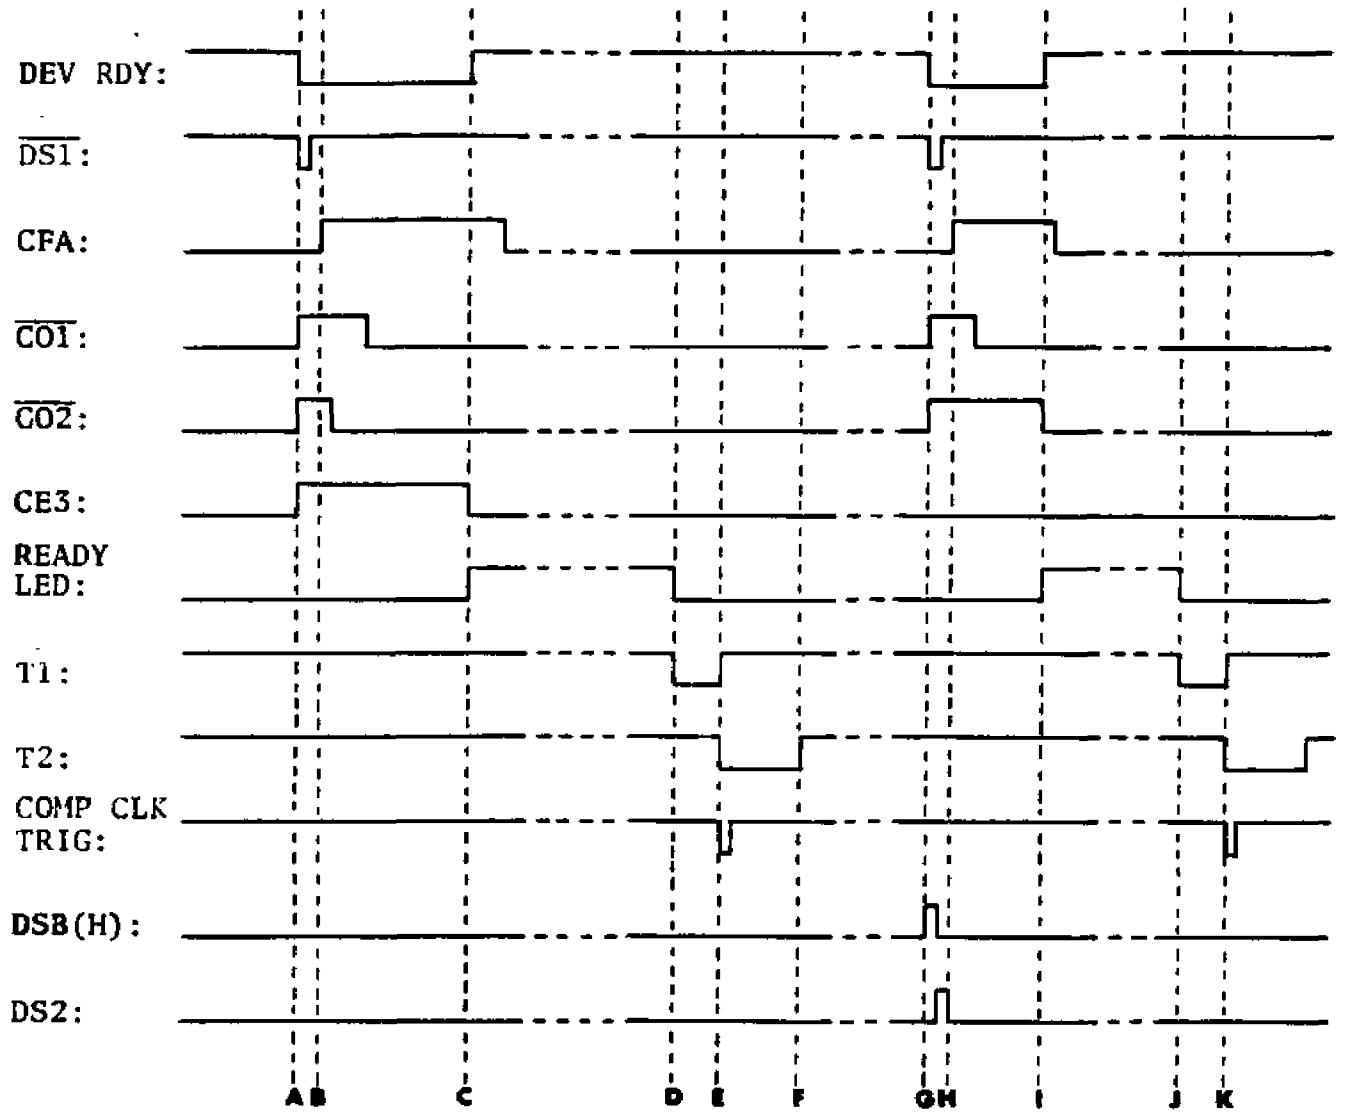 DEV RDY:
DS1:
CFA:
CO1:
CO2:
CE3:
READY
LED:
T1:
T2:
COMP CLK
TRIG:
DSB(H):
DS2:
A B C D E F G H I J K